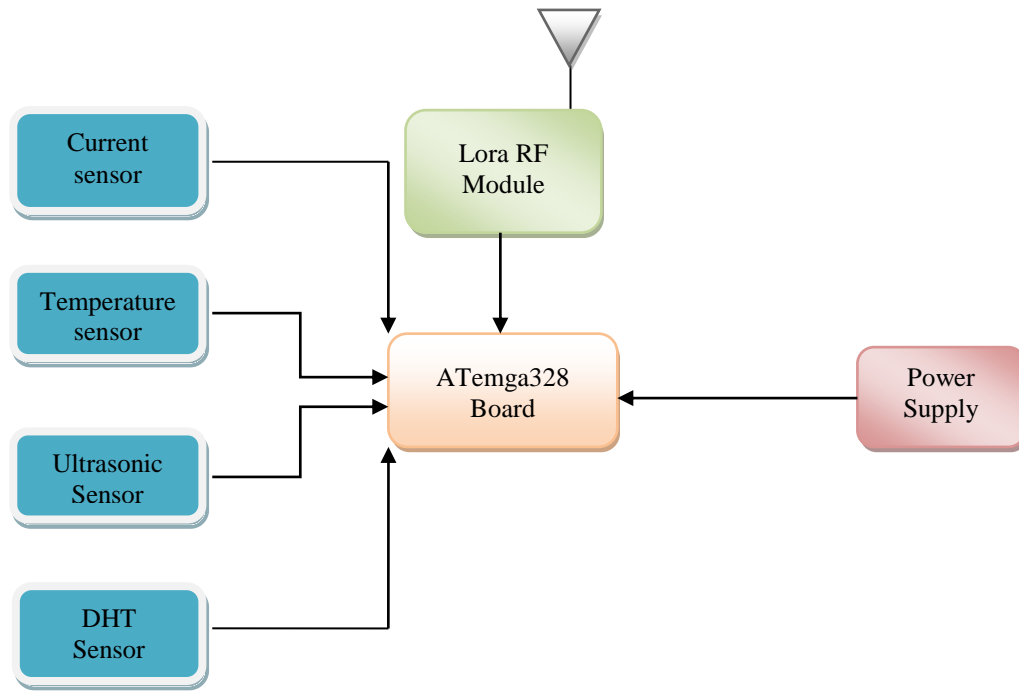 Current
sensor
Lora RF
Module
Temperature
sensor
ATemga328
Board
Power
Supply
Ultrasonic
Sensor
DHT
Sensor